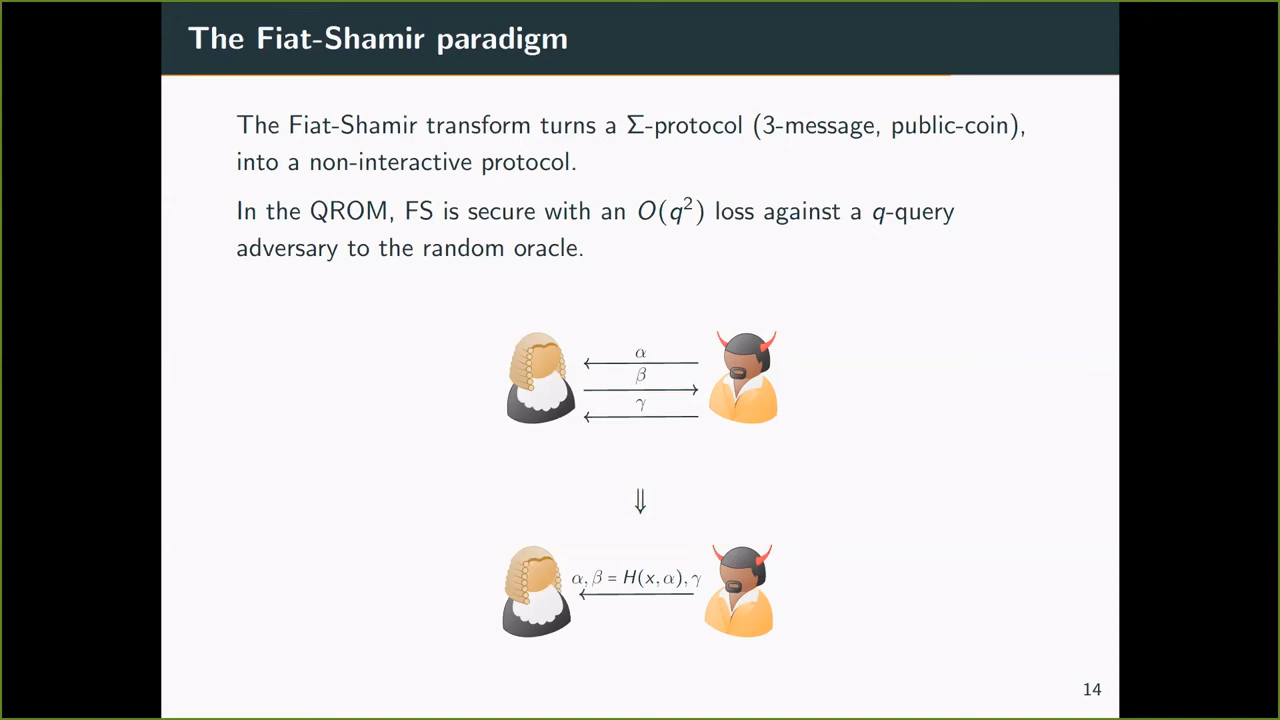 The Fiat-Shamir paradigm
The Fiat-Shamir transform turns a Σ-protocol (3-message, public-coin),
into a non-interactive protocol.
In the QROM, FS is secure with an O(q²) loss against a q-query
adversary to the random oracle.
α
β
γ
⇓
α, β = H(x, α), γ
14